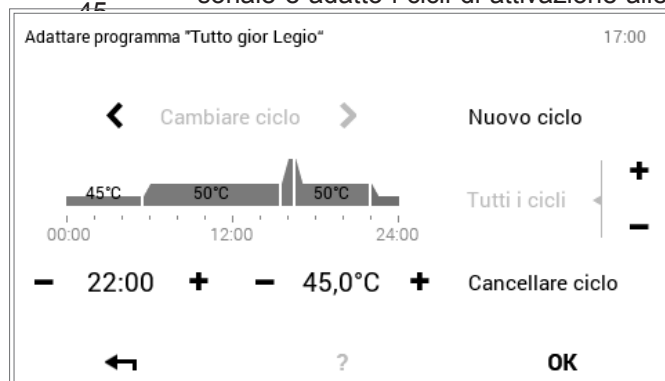 45
Adattare programma "Tutto gior Legio“
17:00
Cambiare ciclo
Nuovo ciclo
45°C 50°C 50°C
Tutti i cicli
00:00 12:00 24:00
− 22:00 + − 45,0°C + Cancellare ciclo
? OK